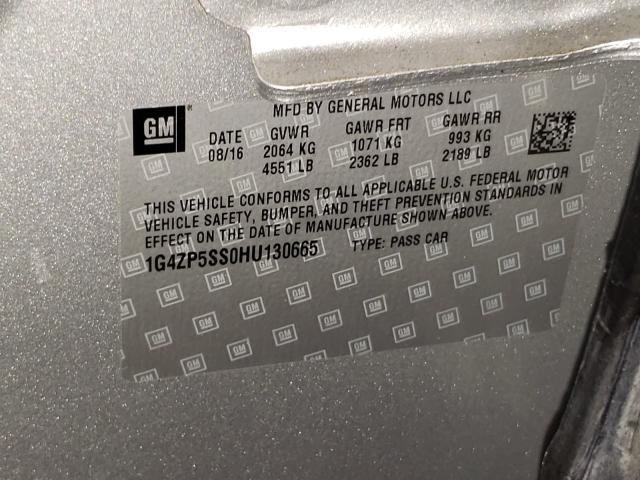 GM
MFD BY GENERAL MOTORS LLC
DATE GVWR GAWR FRT GAWR RR
08/16 2064 KG 1071 KG 993 KG
4551 LB 2362 LB 2189 LB
THIS VEHICLE CONFORMS TO ALL APPLICABLE U.S. FEDERAL MOTOR
VEHICLE SAFETY, BUMPER, AND THEFT PREVENTION STANDARDS IN
EFFECT ON THE DATE OF MANUFACTURE SHOWN ABOVE.
1G4ZP5SS0HU130665 TYPE: PASS CAR